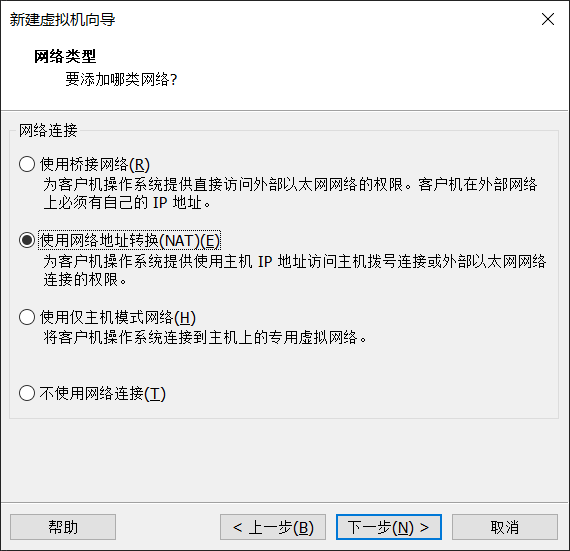 新建虚拟机向导
网络类型
要添加哪类网络?
网络连接
使用桥接网络(R)
为客户机操作系统提供直接访问外部以太网网络的权限。客户机在外部网络
上必须有自己的 IP 地址。
使用网络地址转换(NAT)(E)
为客户机操作系统提供使用主机 IP 地址访问主机拨号连接或外部以太网网络
连接的权限。
使用仅主机模式网络(H)
将客户机操作系统连接到主机上的专用虚拟网络。
不使用网络连接(T)
帮助 < 上一步(B) 下一步(N) > 取消